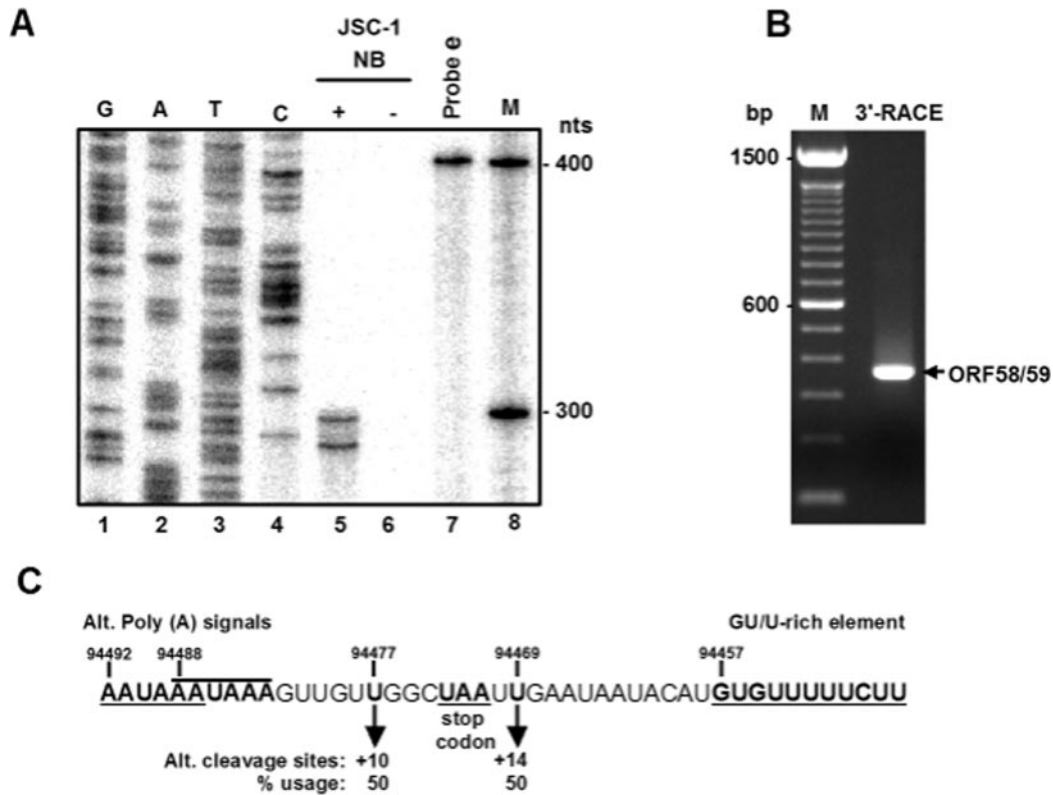 A
JSC-1
NB
Probe e
G A T C + - M
nts
- 400
- 300
1 2 3 4 5 6 7 8
B
bp M 3'-RACE
1500
600
ORF58/59
C
Alt. Poly (A) signals GU/U-rich element
94492 94488 94477 94469 94457
AAUAAAUAAAGUUGUUGGCUAAUUGAAUAAUACAUGUGUUUUUCUU
stop
codon
Alt. cleavage sites: +10 +14
% usage: 50 50